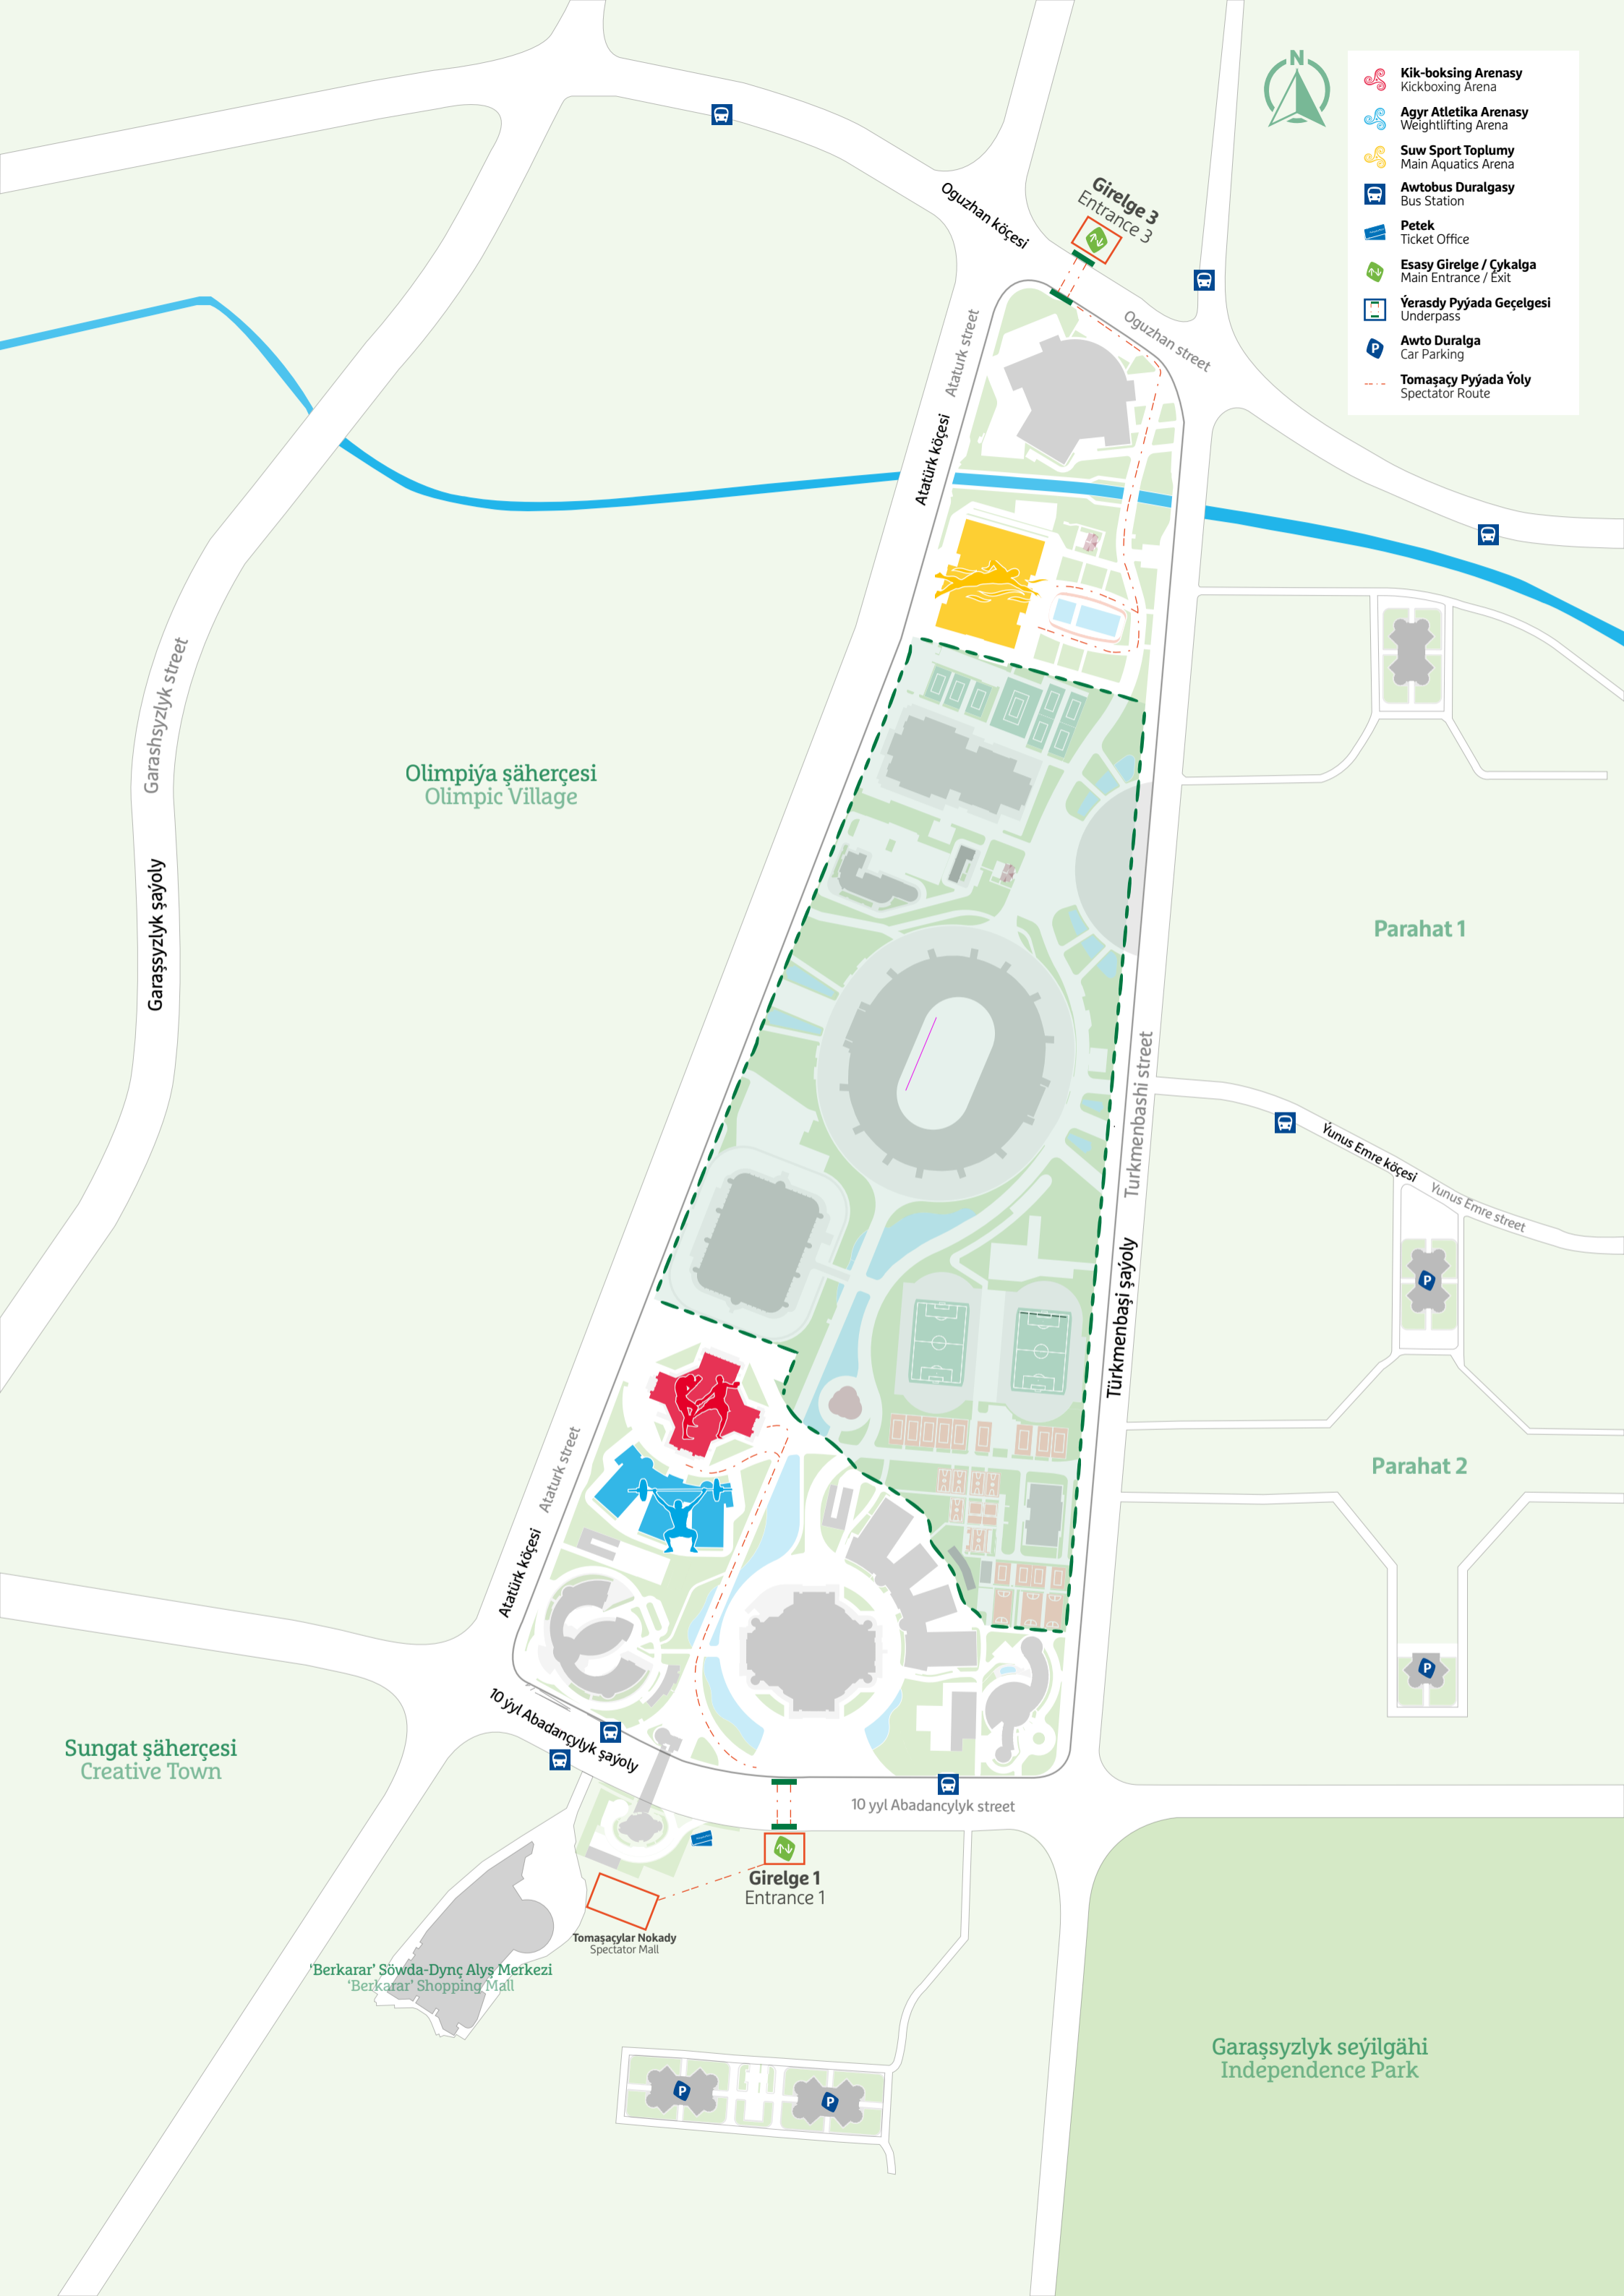 N
Kik-boksing Arenasy
Kickboxing Arena
Agyr Atletika Arenasy
Weightlifting Arena
Suw Sport Toplumy
Main Aquatics Arena
Awtobus Duralgasy
Bus Station
Petek
Ticket Office
Esasy Girelge / Çykalga
Main Entrance / Exit
Ýerasdy Pyýada Geçelgesi
Underpass
P
Awto Duralga
Car Parking
Tomaşaçy Pyýada Ýoly
Spectator Route
Girelge 3
Entrance 3
Oguzhan köçesi
Oguzhan street
Ataturk street
Atatürk köçesi
Garashsyzlyk street
Garaşsyzlyk şaýoly
Olimpiýa şäherçesi
Olimpic Village
Parahat 1
Turkmenbashi street
Türkmenbaşi şaýoly
Ýunus Emre köçesi
Yunus Emre street
P
Parahat 2
P
Ataturk street
Atatürk köçesi
10 ýyl Abadançylyk şaýoly
10 yyl Abadancylyk street
Sungat şäherçesi
Creative Town
Girelge 1
Entrance 1
Tomaşaçylar Nokady
Spectator Mall
'Berkarar' Söwda-Dynç Alyş Merkezi
'Berkarar' Shopping Mall
Garaşsyzlyk seýilgähi
Independence Park
P
P